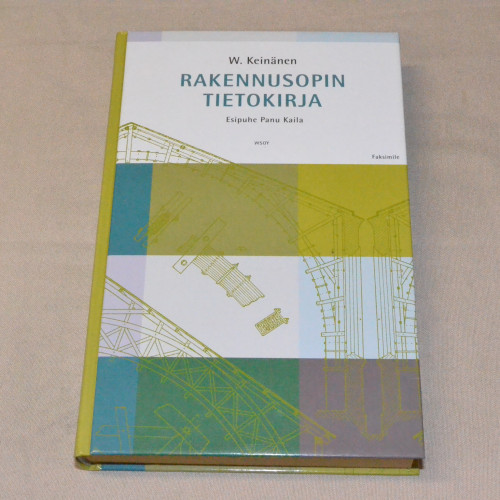 W. Keinänen
RAKENNUSOPIN
TIETOKIRJA
Esipuhe Panu Kaila
WSOY
Faksimile